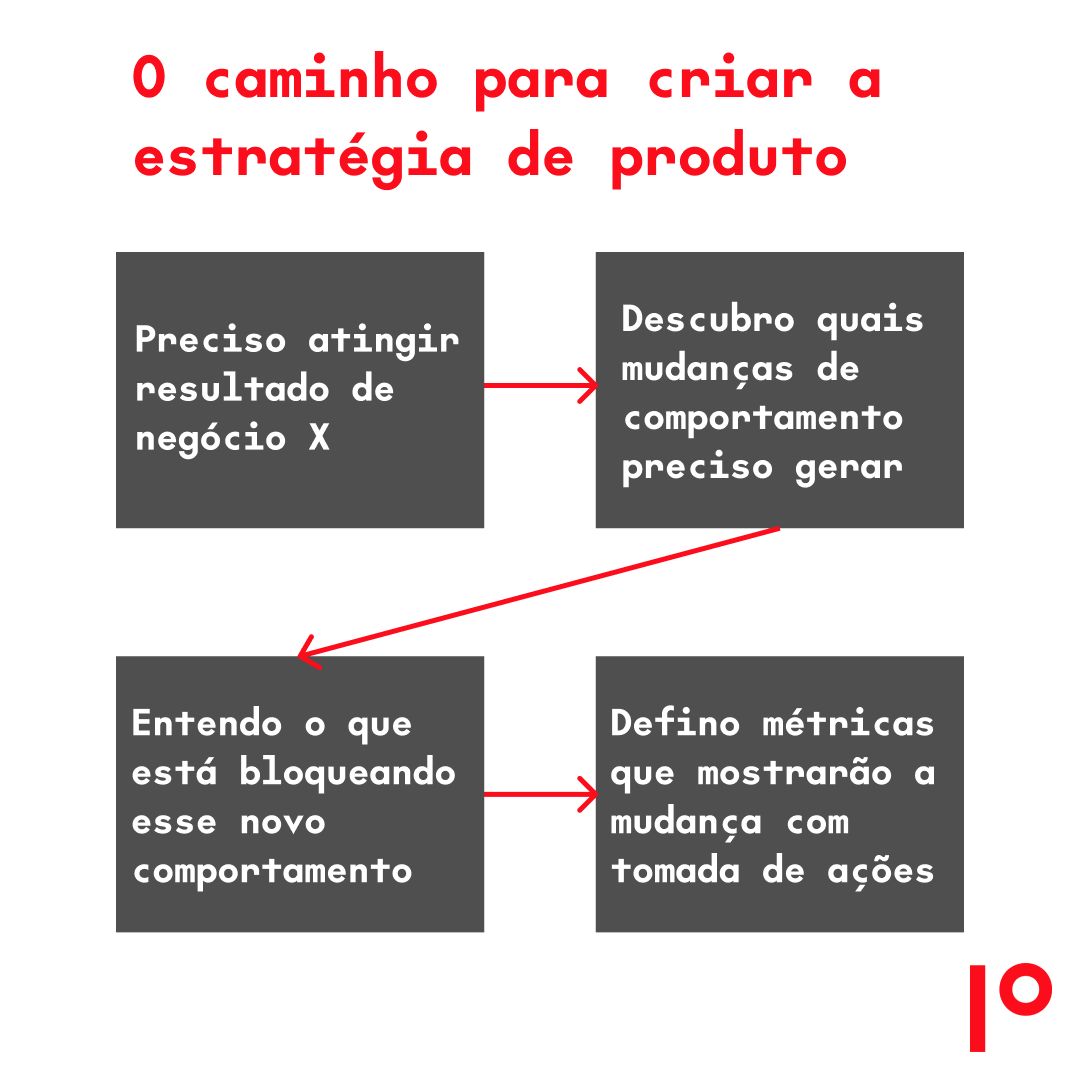 O caminho para criar a
estratégia de produto
Preciso atingir
resultado de
negócio X
Descubro quais
mudanças de
comportamento
preciso gerar
Entendo o que
está bloqueando
esse novo
comportamento
Defino métricas
que mostrarão a
mudança com
tomada de ações